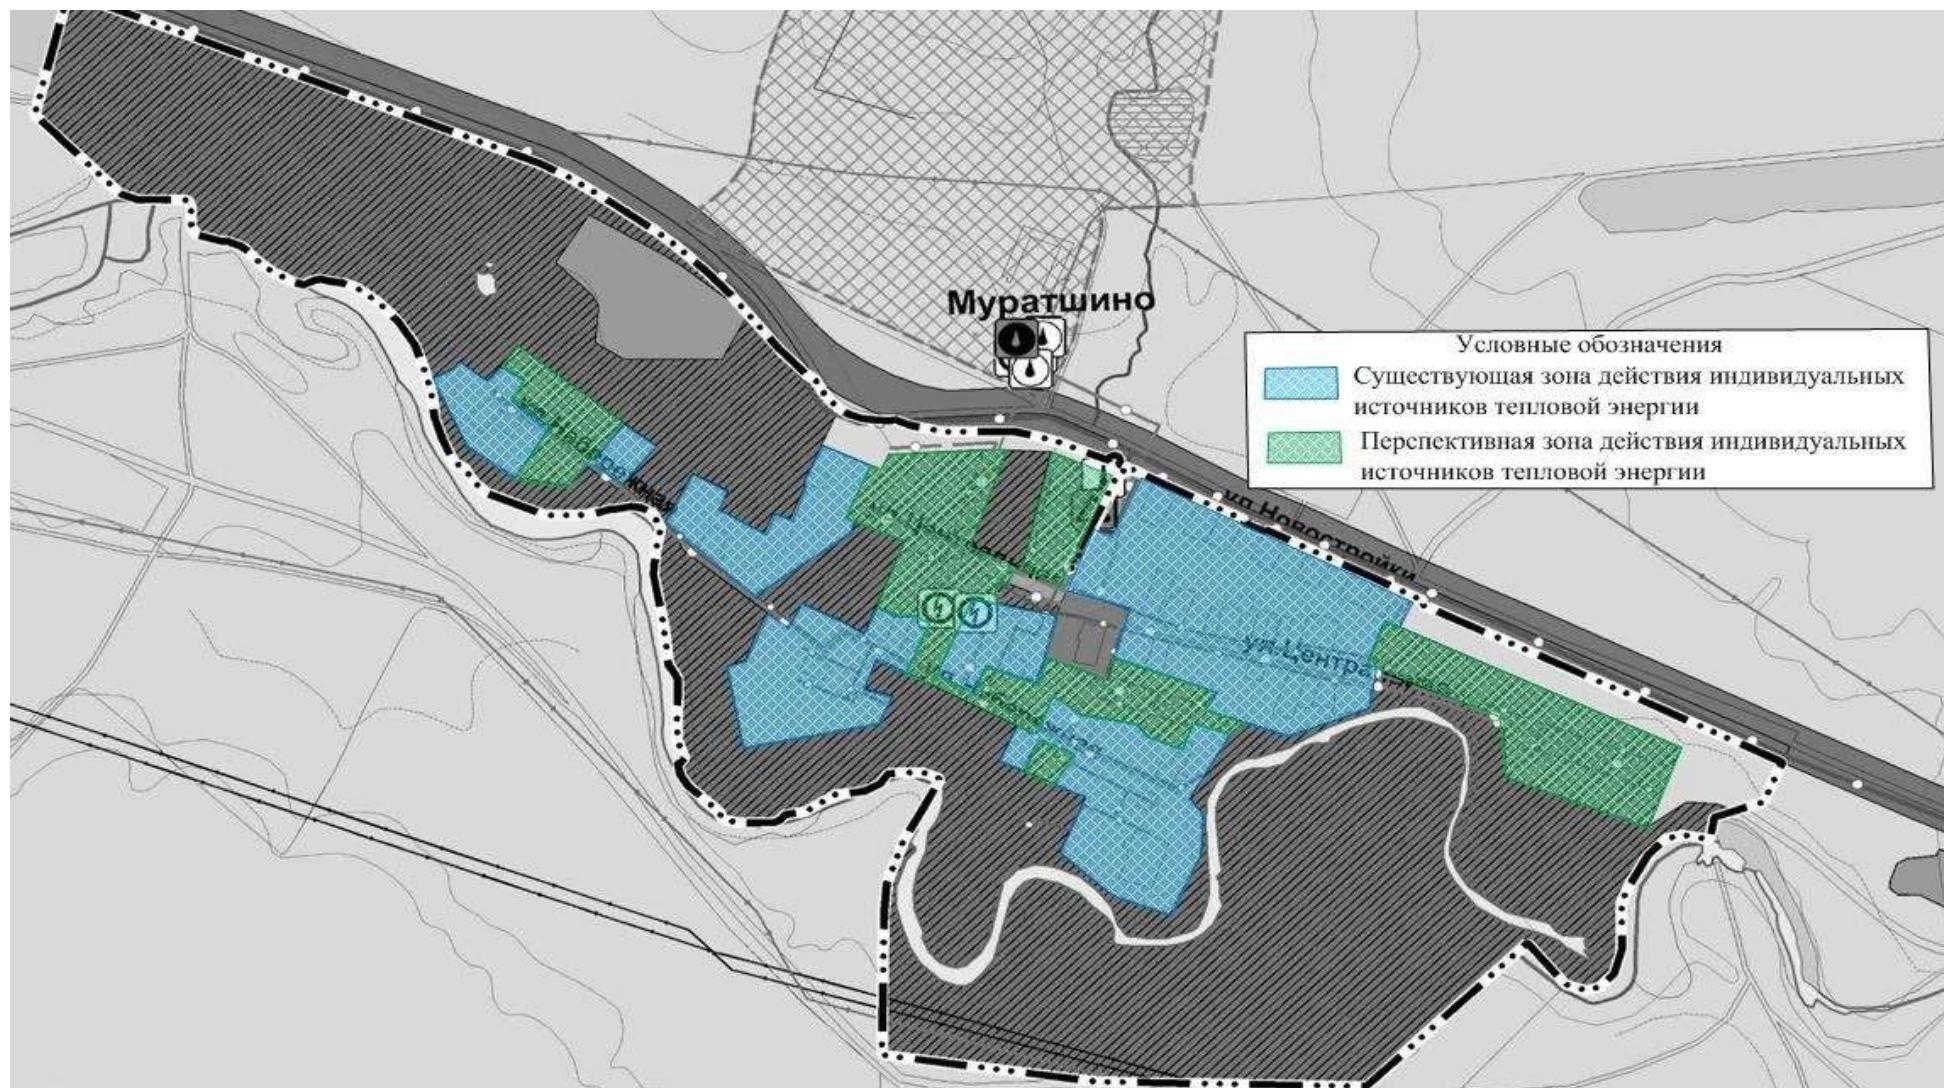 Муратшино
Условные обозначения
Существующая зона действия индивидуальных
источников тепловой энергии
Перспективная зона действия индивидуальных
источников тепловой энергии
ул.Новостройки
ул.Центральная